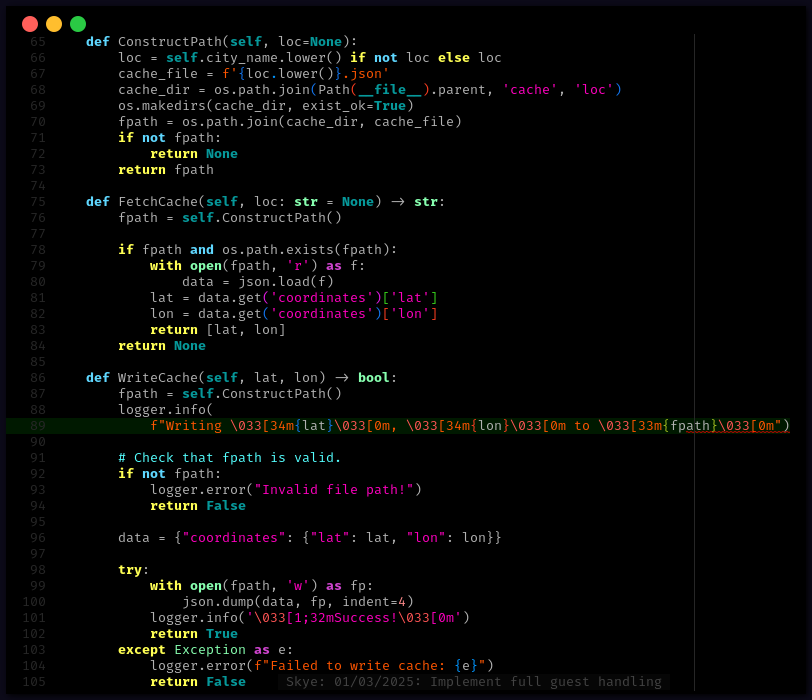 65 def ConstructPath(self, loc=None):
66 loc = self.city_name.lower() if not loc else loc
67 cache_file = f'{loc.lower()}.json'
68 cache_dir = os.path.join(Path(__file__).parent, 'cache', 'loc')
69 os.makedirs(cache_dir, exist_ok=True)
70 fpath = os.path.join(cache_dir, cache_file)
71 if not fpath:
72 return None
73 return fpath
74
75 def FetchCache(self, loc: str = None) -> str:
76 fpath = self.ConstructPath()
77
78 if fpath and os.path.exists(fpath):
79 with open(fpath, 'r') as f:
80 data = json.load(f)
81 lat = data.get('coordinates')['lat']
82 lon = data.get('coordinates')['lon']
83 return [lat, lon]
84 return None
85
86 def WriteCache(self, lat, lon) -> bool:
87 fpath = self.ConstructPath()
88 logger.info(
89 f"Writing \033[34m{lat}\033[0m, \033[34m{lon}\033[0m to \033[33m{fpath}\033[0m")
90
91 # Check that fpath is valid.
92 if not fpath:
93 logger.error("Invalid file path!")
94 return False
95
96 data = {"coordinates": {"lat": lat, "lon": lon}}
97
98 try:
99 with open(fpath, 'w') as fp:
100 json.dump(data, fp, indent=4)
101 logger.info('\033[1;32mSuccess!\033[0m')
102 return True
103 except Exception as e:
104 logger.error(f"Failed to write cache: {e}")
105 return False Skye: 01/03/2025: Implement full guest handling